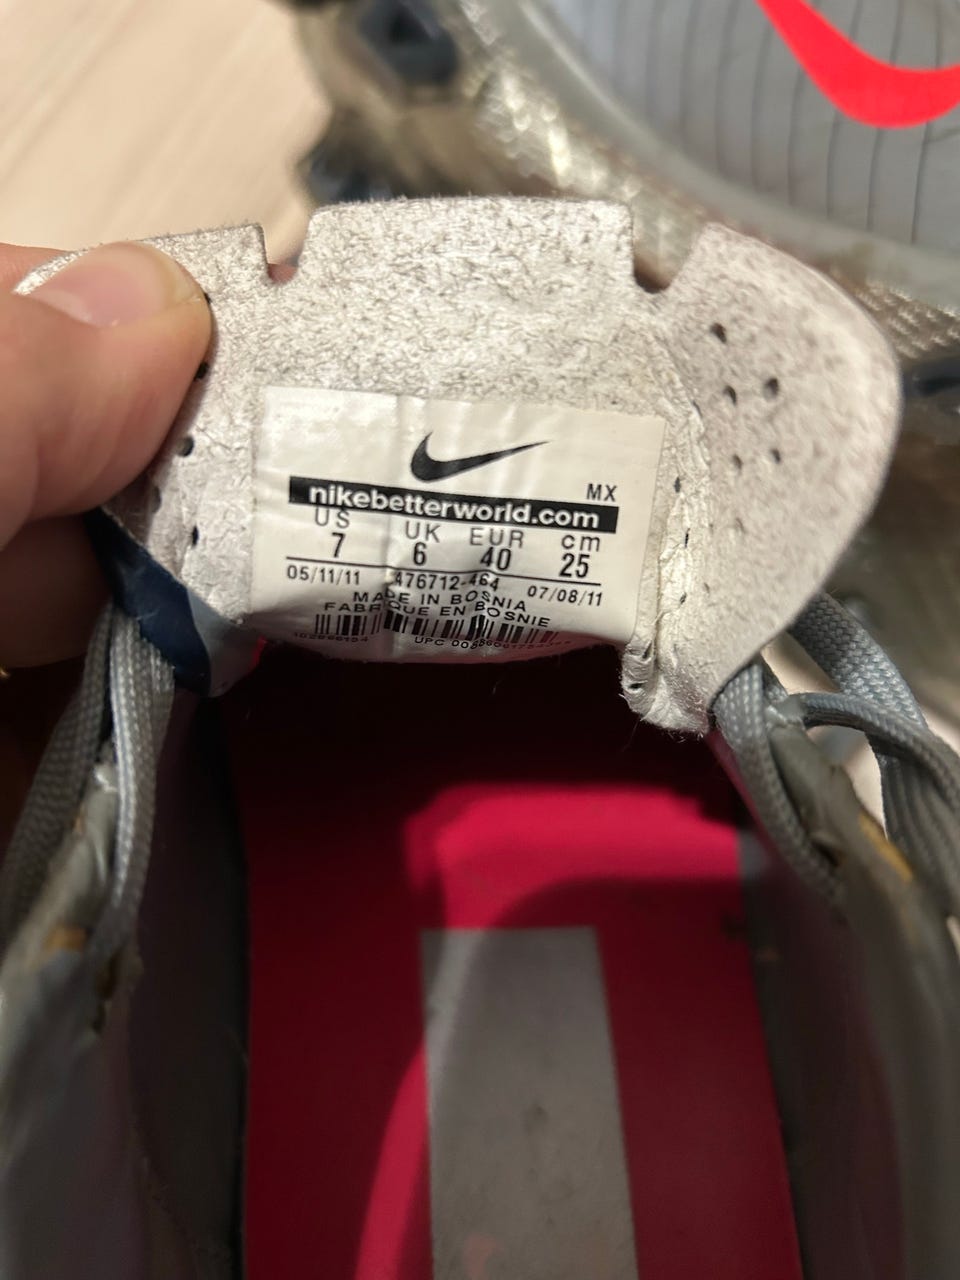 MX
nikebetterworld.com
US UK EUR cm
7 6 40 25
05/11/11 476712-464 07/08/11
MADE IN BOSNIA
FABRIQUE EN BOSNIE
UPC